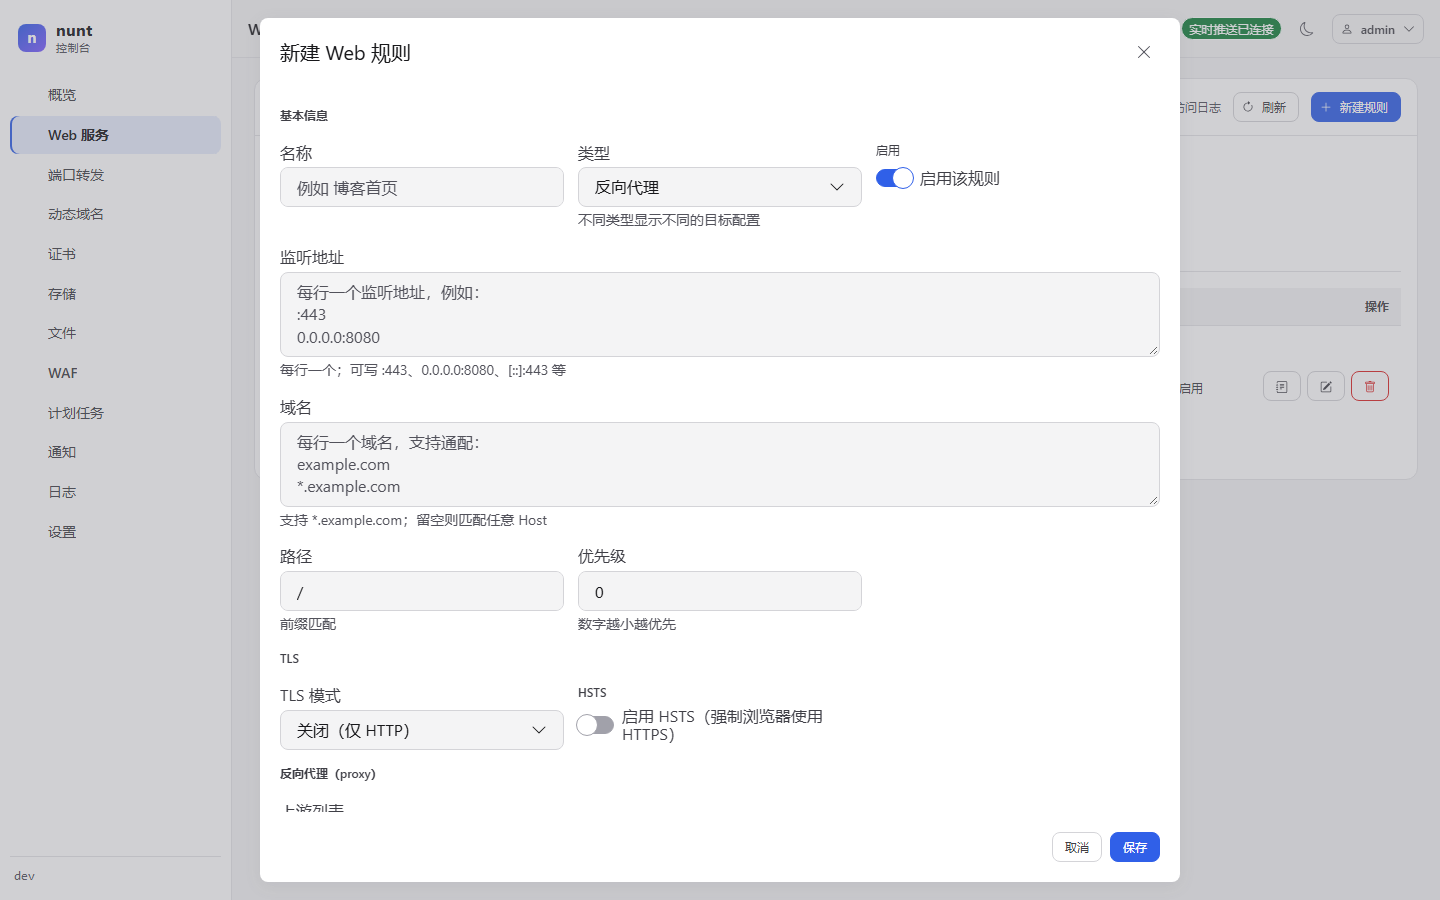 nunt
控制台
概览
Web 服务
端口转发
动态域名
证书
存储
文件
WAF
计划任务
通知
日志
设置
dev
W
实时推送已连接
admin
访问日志
刷新
新建规则
操作
启用
新建 Web 规则
基本信息
名称
例如 博客首页
类型
反向代理
不同类型显示不同的目标配置
启用
启用该规则
监听地址
每行一个监听地址，例如：
:443
0.0.0.0:8080
每行一个；可写 :443、0.0.0.0:8080、[::]:443 等
域名
每行一个域名，支持通配：
example.com
*.example.com
支持 *.example.com；留空则匹配任意 Host
路径
/
前缀匹配
优先级
0
数字越小越优先
TLS
TLS 模式
关闭（仅 HTTP）
HSTS
启用 HSTS（强制浏览器使用
HTTPS）
反向代理（proxy）
上游列表
取消
保存